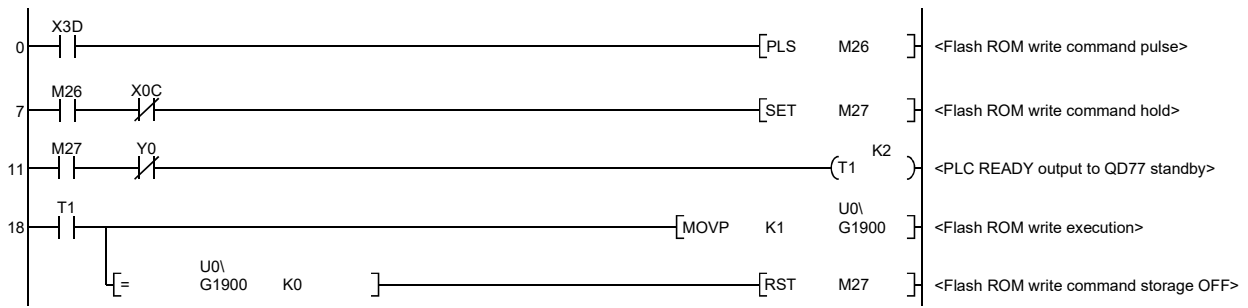 X3D
0 PLS M26 <Flash ROM write command pulse>
M26 X0C
7 SET M27 <Flash ROM write command hold>
M27 Y0 K2
11 T1 <PLC READY output to QD77 standby>
T1 U0\
18 MOVP K1 G1900 <Flash ROM write execution>
U0\
= G1900 K0 RST M27 <Flash ROM write command storage OFF>